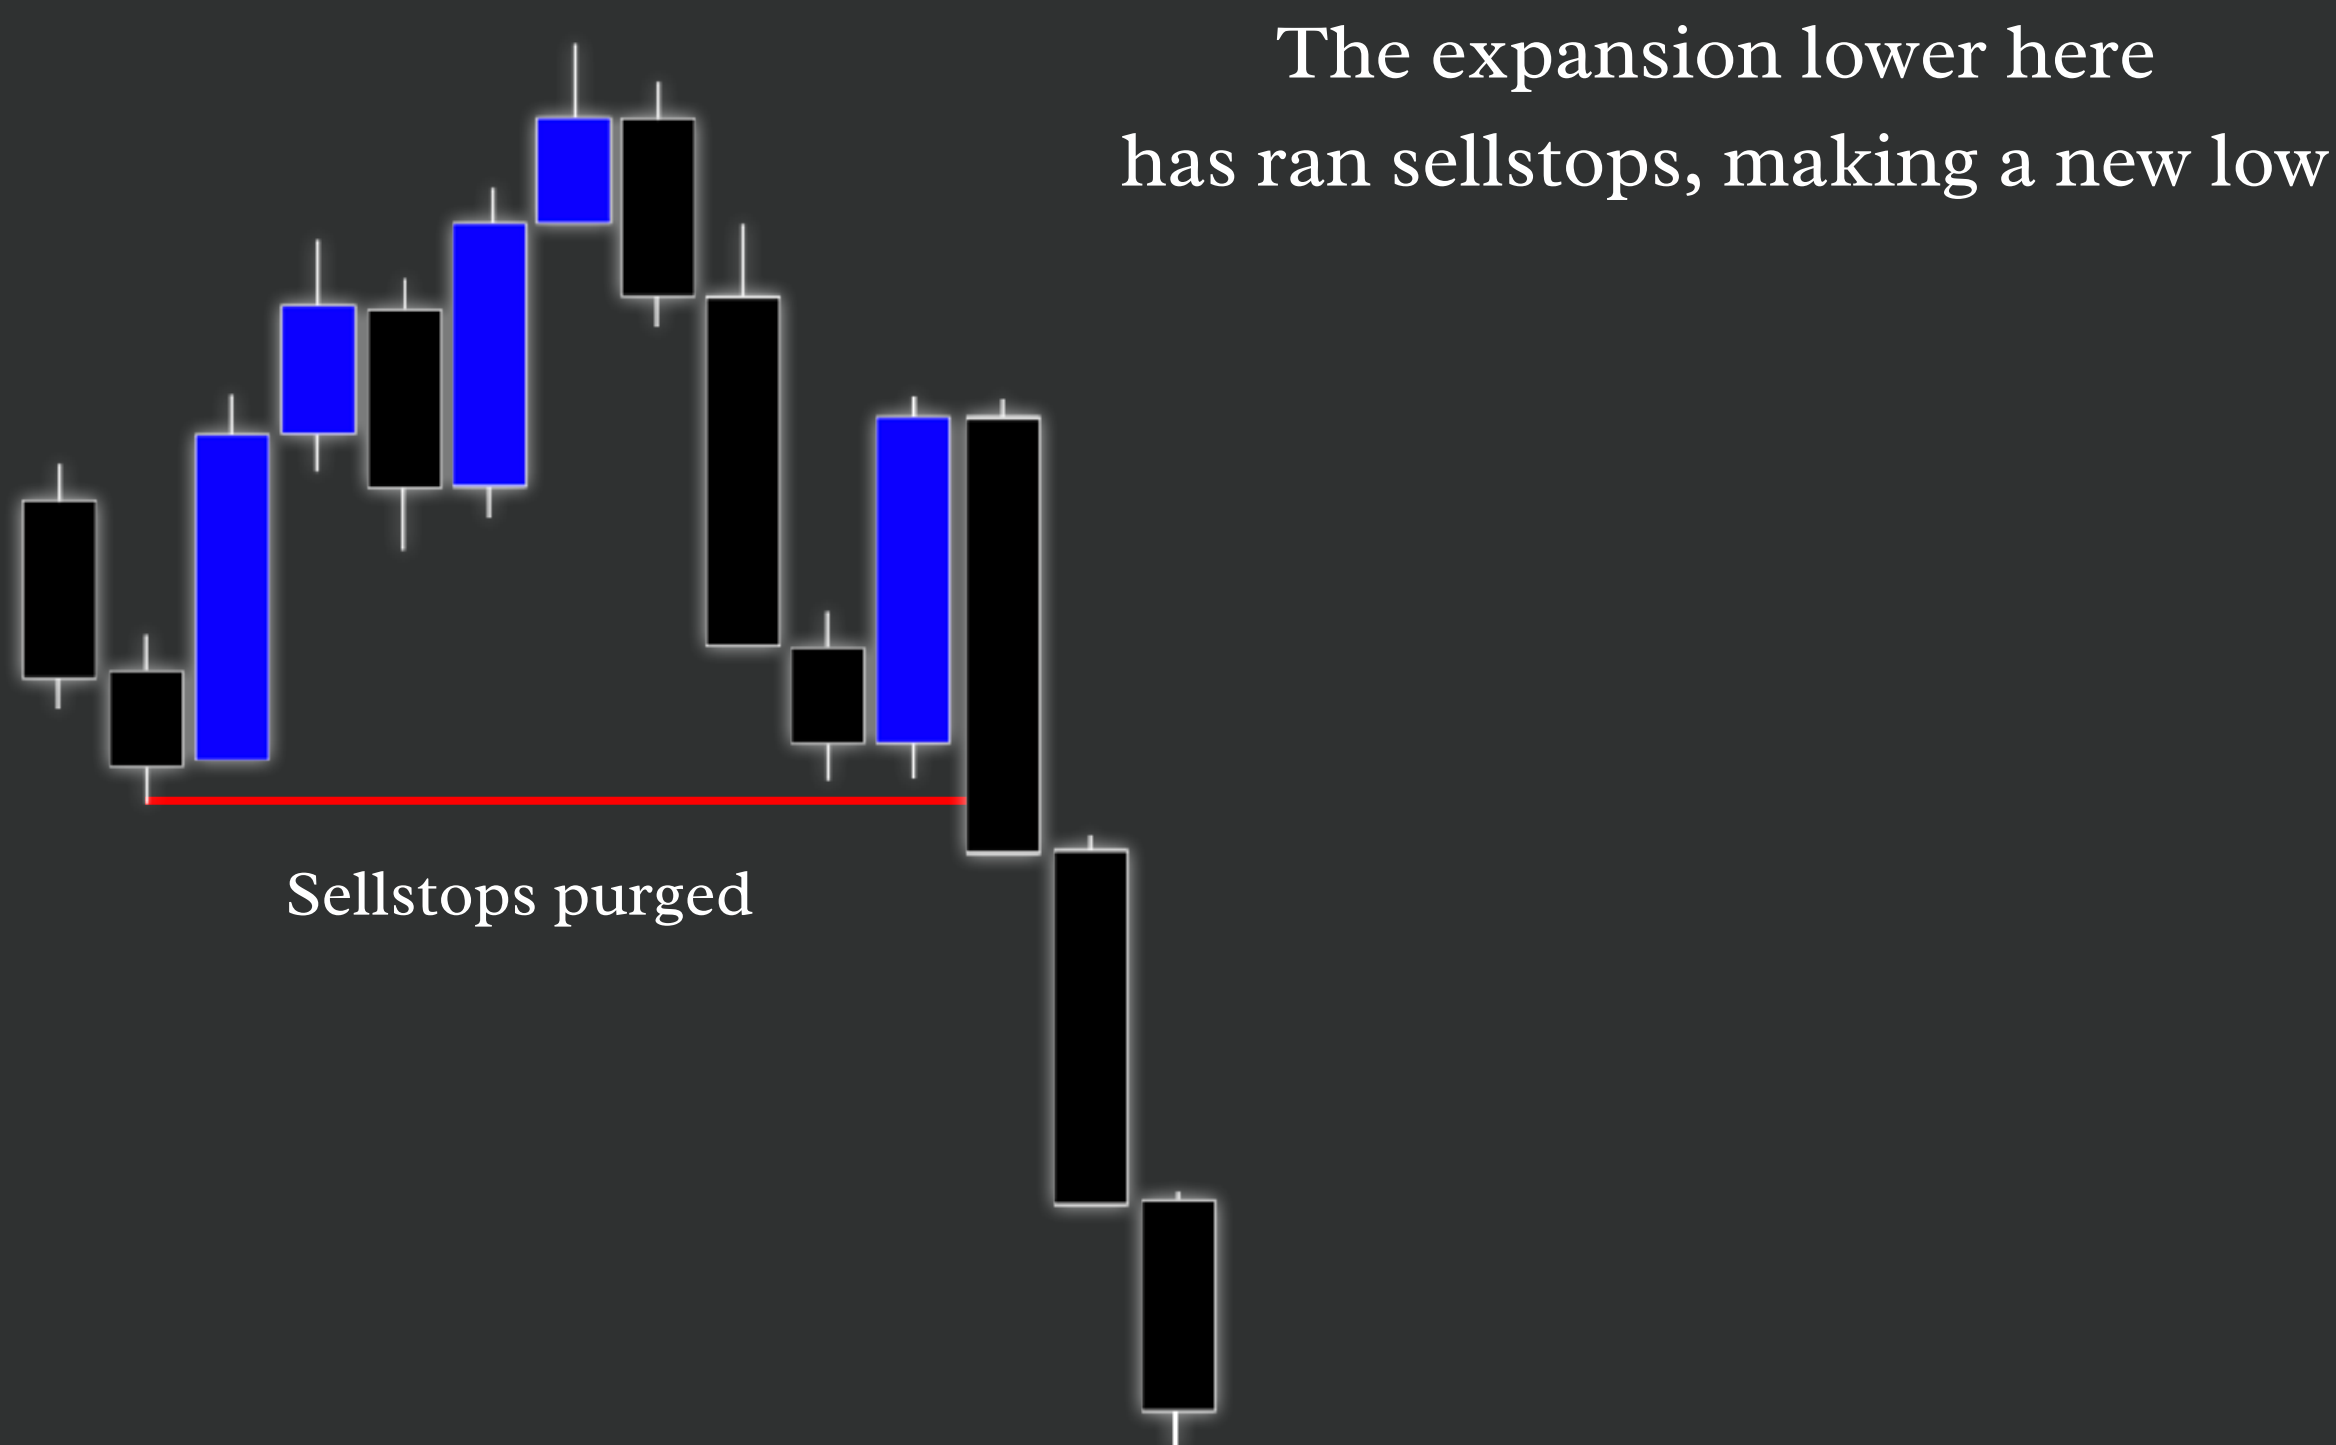 The expansion lower here
has ran sellstops, making a new low
Sellstops purged